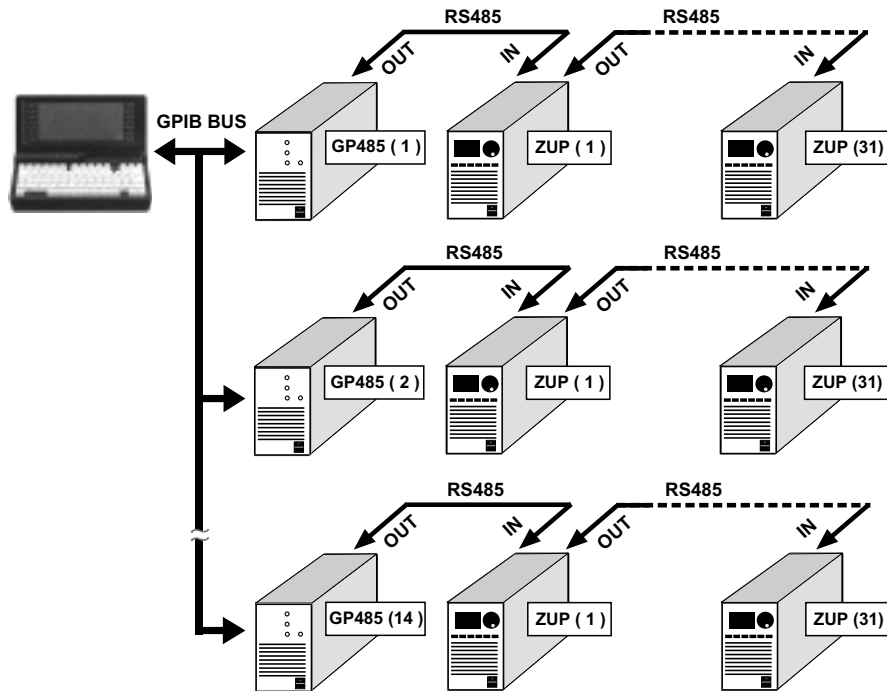 RS485
RS485
OUT
IN
OUT
IN
GPIB BUS
GP485 ( 1 )
ZUP ( 1 )
ZUP (31)
RS485
RS485
OUT
IN
OUT
IN
GP485 ( 2 )
ZUP ( 1 )
ZUP (31)
RS485
RS485
OUT
IN
OUT
IN
GP485 (14 )
ZUP ( 1 )
ZUP (31)